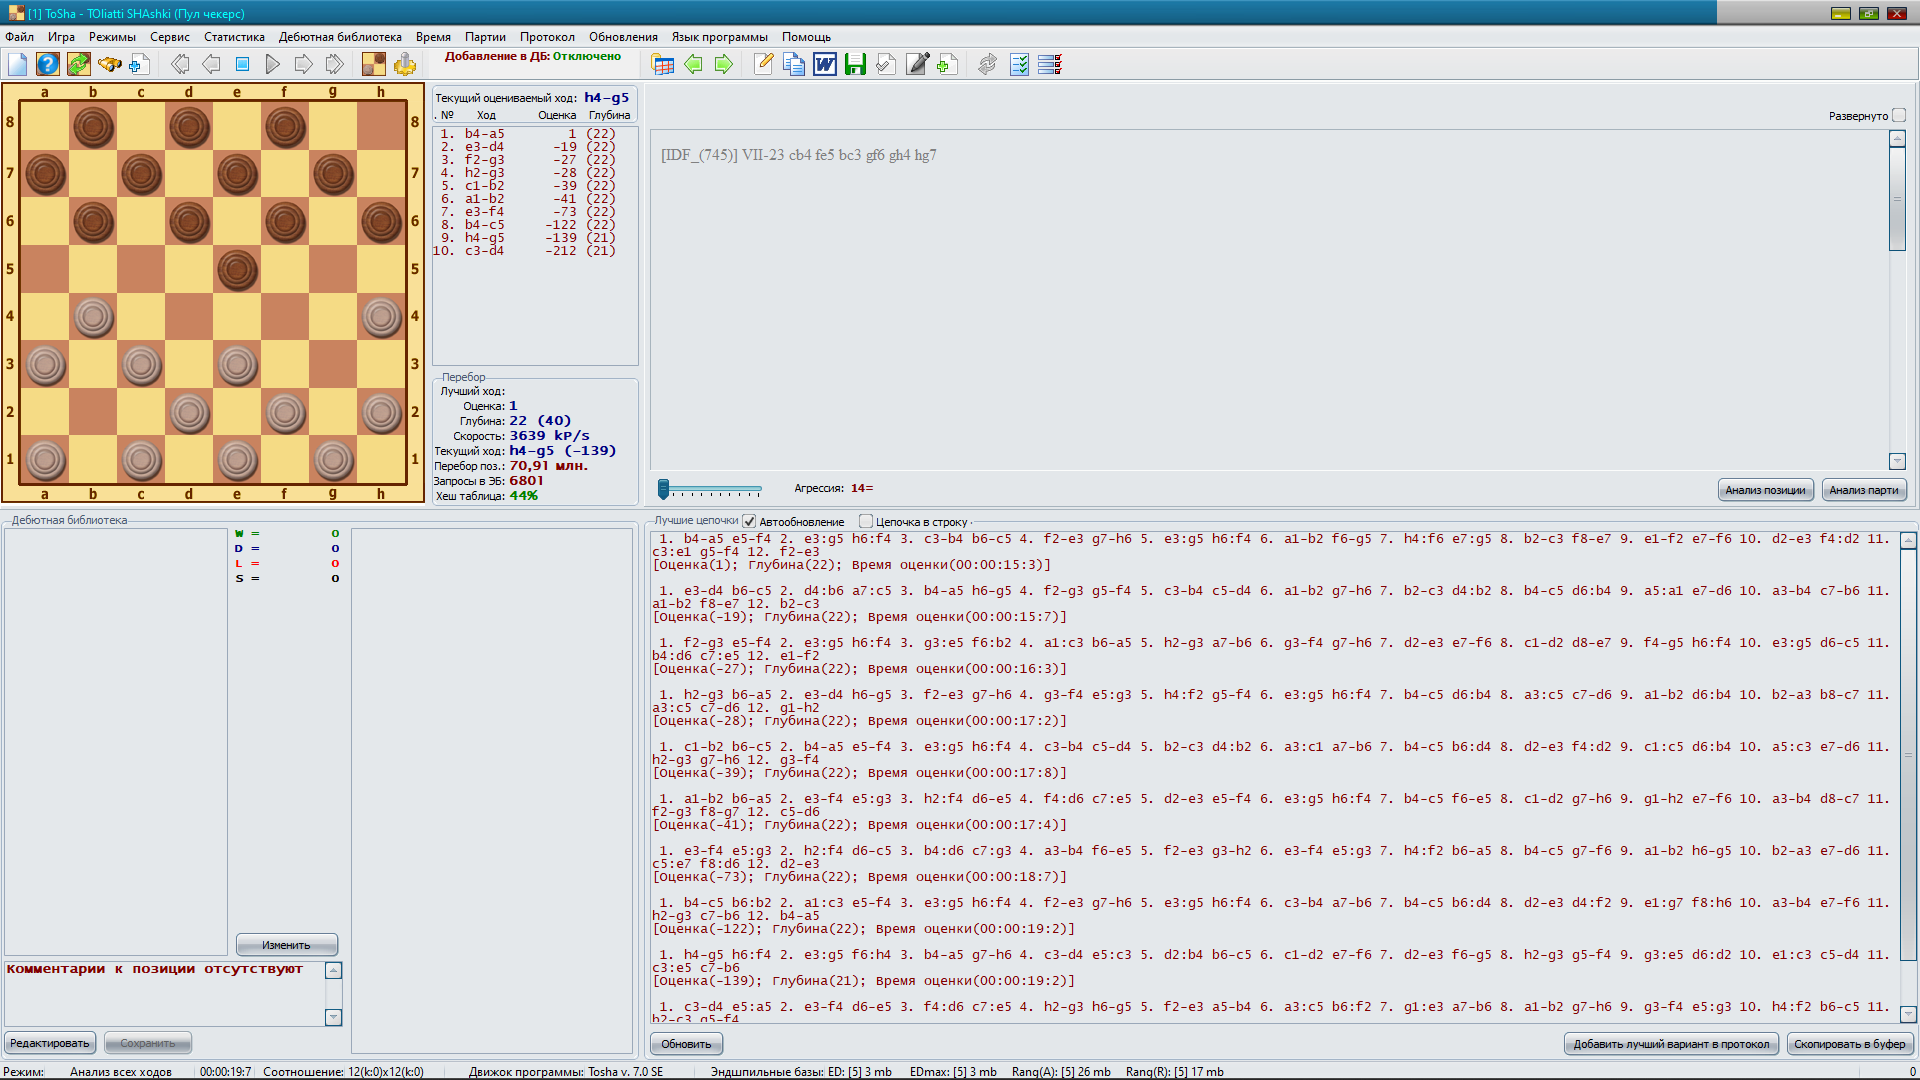 [1] ToSha - TOliatti SHAshki (Пул чекерс)
Файл Игра Режимы Сервис Статистика Дебютная библиотека Время Партии Протокол Обновления Язык программы Помощь
Добавление в ДБ: Отключено
a b c d e f g h
8 8
7 7
6 6
5 5
4 4
3 3
2 2
1 1
a b c d e f g h
Текущий оцениваемый ход: h4-g5
. № Ход Оценка Глубина
1. b4-a5 1 (22)
2. e3-d4 -19 (22)
3. f2-g3 -27 (22)
4. h2-g3 -28 (22)
5. c1-b2 -39 (22)
6. a1-b2 -41 (22)
7. e3-f4 -73 (22)
8. b4-c5 -122 (22)
9. h4-g5 -139 (21)
10. c3-d4 -212 (21)
Перебор
Лучший ход:
Оценка: 1
Глубина: 22 (40)
Скорость: 3639 kP/s
Текущий ход: h4-g5 (-139)
Перебор поз.: 70,91 млн.
Запросы в ЭБ: 6801
Хеш таблица: 44%
Развернуто
[IDF_(745)] VII-23 cb4 fe5 bc3 gf6 gh4 hg7
Агрессия: 14=
Анализ позиции
Анализ парти
Дебютная библиотека
W = 0
D = 0
L = 0
S = 0
Изменить
Комментарии к позиции отсутствуют
Редактировать
Сохранить
Лучшие цепочки Автообновление Цепочка в строку
1. b4-a5 e5-f4 2. e3:g5 h6:f4 3. c3-b4 b6-c5 4. f2-e3 g7-h6 5. e3:g5 h6:f4 6. a1-b2 f6-g5 7. h4:f6 e7:g5 8. b2-c3 f8-e7 9. e1-f2 e7-f6 10. d2-e3 f4:d2 11.
c3:e1 g5-f4 12. f2-e3
[Оценка(1); Глубина(22); Время оценки(00:00:15:3)]
1. e3-d4 b6-c5 2. d4:b6 a7:c5 3. b4-a5 h6-g5 4. f2-g3 g5-f4 5. c3-b4 c5-d4 6. a1-b2 g7-h6 7. b2-c3 d4:b2 8. b4-c5 d6:b4 9. a5:a1 e7-d6 10. a3-b4 c7-b6 11.
a1-b2 f8-e7 12. b2-c3
[Оценка(-19); Глубина(22); Время оценки(00:00:15:7)]
1. f2-g3 e5-f4 2. e3:g5 h6:f4 3. g3:e5 f6:b2 4. a1:c3 b6-a5 5. h2-g3 a7-b6 6. g3-f4 g7-h6 7. d2-e3 e7-f6 8. c1-d2 d8-e7 9. f4-g5 h6:f4 10. e3:g5 d6-c5 11.
b4:d6 c7:e5 12. e1-f2
[Оценка(-27); Глубина(22); Время оценки(00:00:16:3)]
1. h2-g3 b6-a5 2. e3-d4 h6-g5 3. f2-e3 g7-h6 4. g3-f4 e5:g3 5. h4:f2 g5-f4 6. e3:g5 h6:f4 7. b4-c5 d6:b4 8. a3:c5 c7-d6 9. a1-b2 d6:b4 10. b2-a3 b8-c7 11.
a3:c5 c7-d6 12. g1-h2
[Оценка(-28); Глубина(22); Время оценки(00:00:17:2)]
1. c1-b2 b6-c5 2. b4-a5 e5-f4 3. e3:g5 h6:f4 4. c3-b4 c5-d4 5. b2-c3 d4:b2 6. a3:c1 a7-b6 7. b4-c5 b6:d4 8. d2-e3 f4:d2 9. c1:c5 d6:b4 10. a5:c3 e7-d6 11.
h2-g3 g7-h6 12. g3-f4
[Оценка(-39); Глубина(22); Время оценки(00:00:17:8)]
1. a1-b2 b6-a5 2. e3-f4 e5:g3 3. h2:f4 d6-e5 4. f4:d6 c7:e5 5. d2-e3 e5-f4 6. e3:g5 h6:f4 7. b4-c5 f6-e5 8. c1-d2 g7-h6 9. g1-h2 e7-f6 10. a3-b4 d8-c7 11.
f2-g3 f8-g7 12. c5-d6
[Оценка(-41); Глубина(22); Время оценки(00:00:17:4)]
1. e3-f4 e5:g3 2. h2:f4 d6-c5 3. b4:d6 c7:g3 4. a3-b4 f6-e5 5. f2-e3 g3-h2 6. e3-f4 e5:g3 7. h4:f2 b6-a5 8. b4-c5 g7-f6 9. a1-b2 h6-g5 10. b2-a3 e7-d6 11.
c5:e7 f8:d6 12. d2-e3
[Оценка(-73); Глубина(22); Время оценки(00:00:18:7)]
1. b4-c5 b6:b2 2. a1:c3 e5-f4 3. e3:g5 h6:f4 4. f2-e3 g7-h6 5. e3:g5 h6:f4 6. c3-b4 a7-b6 7. b4-c5 b6:d4 8. d2-e3 d4:f2 9. e1:g7 f8:h6 10. a3-b4 e7-f6 11.
h2-g3 c7-b6 12. b4-a5
[Оценка(-122); Глубина(22); Время оценки(00:00:19:2)]
1. h4-g5 h6:f4 2. e3:g5 f6:h4 3. b4-a5 g7-h6 4. c3-d4 e5:c3 5. d2:b4 b6-c5 6. c1-d2 e7-f6 7. d2-e3 f6-g5 8. h2-g3 g5-f4 9. g3:e5 d6:d2 10. e1:c3 c5-d4 11.
c3:e5 c7-b6
[Оценка(-139); Глубина(21); Время оценки(00:00:19:2)]
1. c3-d4 e5:a5 2. e3-f4 d6-e5 3. f4:d6 c7:e5 4. h2-g3 h6-g5 5. f2-e3 a5-b4 6. a3:c5 b6:f2 7. g1:e3 a7-b6 8. a1-b2 g7-h6 9. g3-f4 e5:g3 10. h4:f2 b6-c5 11.
b2-c3 g5-f4
Обновить
Добавить лучший вариант в протокол
Скопировать в буфер
Режим: Анализ всех ходов 00:00:19:7 Соотношение: 12(k:0)x12(k:0) Движок программы: Tosha v. 7.0 SE Эндшпильные базы: ED: [5] 3 mb EDmax: [5] 3 mb Rang(A): [5] 26 mb Rang(R): [5] 17 mb 0